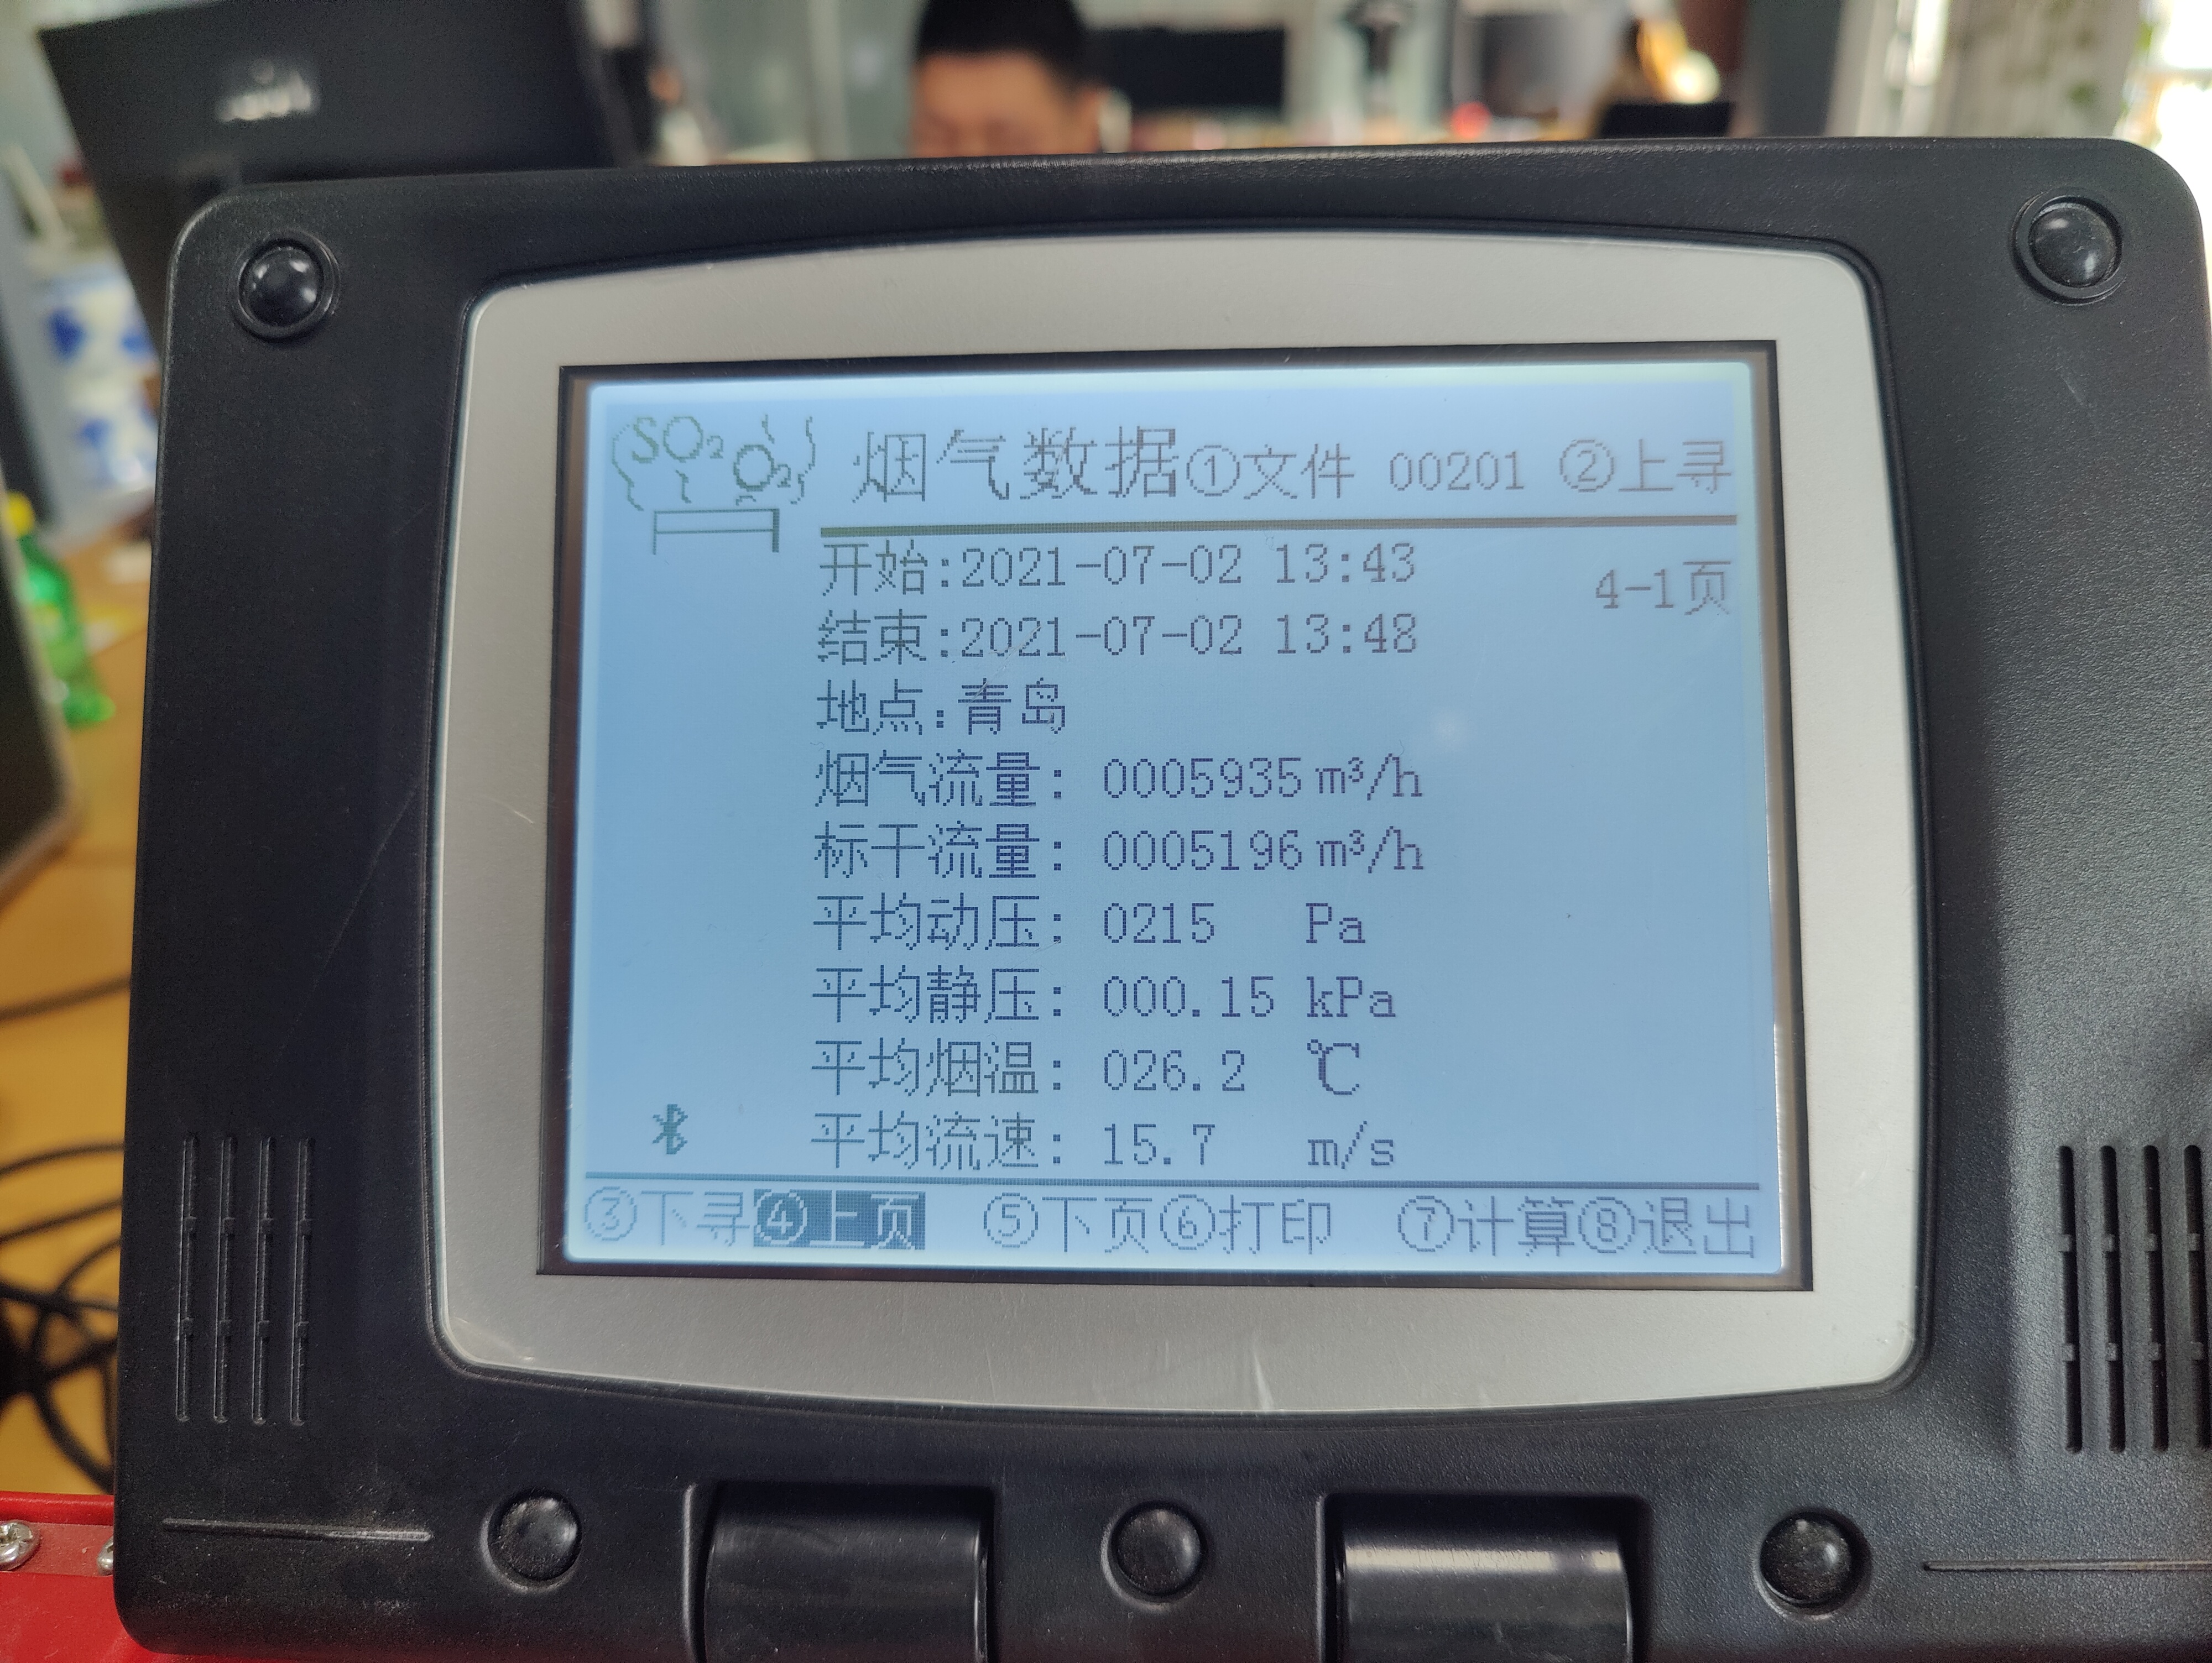 SO₂ O₂ 烟气数据①文件 00201 ②上寻
开始:2021-07-02 13:43
4-1页
结束:2021-07-02 13:48
地点:青岛
烟气流量: 0005935 m³/h
标干流量: 0005196 m³/h
平均动压: 0215 Pa
平均静压: 000.15 kPa
平均烟温: 026.2 ℃
平均流速: 15.7 m/s
③下寻④上页 ⑤下页⑥打印 ⑦计算⑧退出